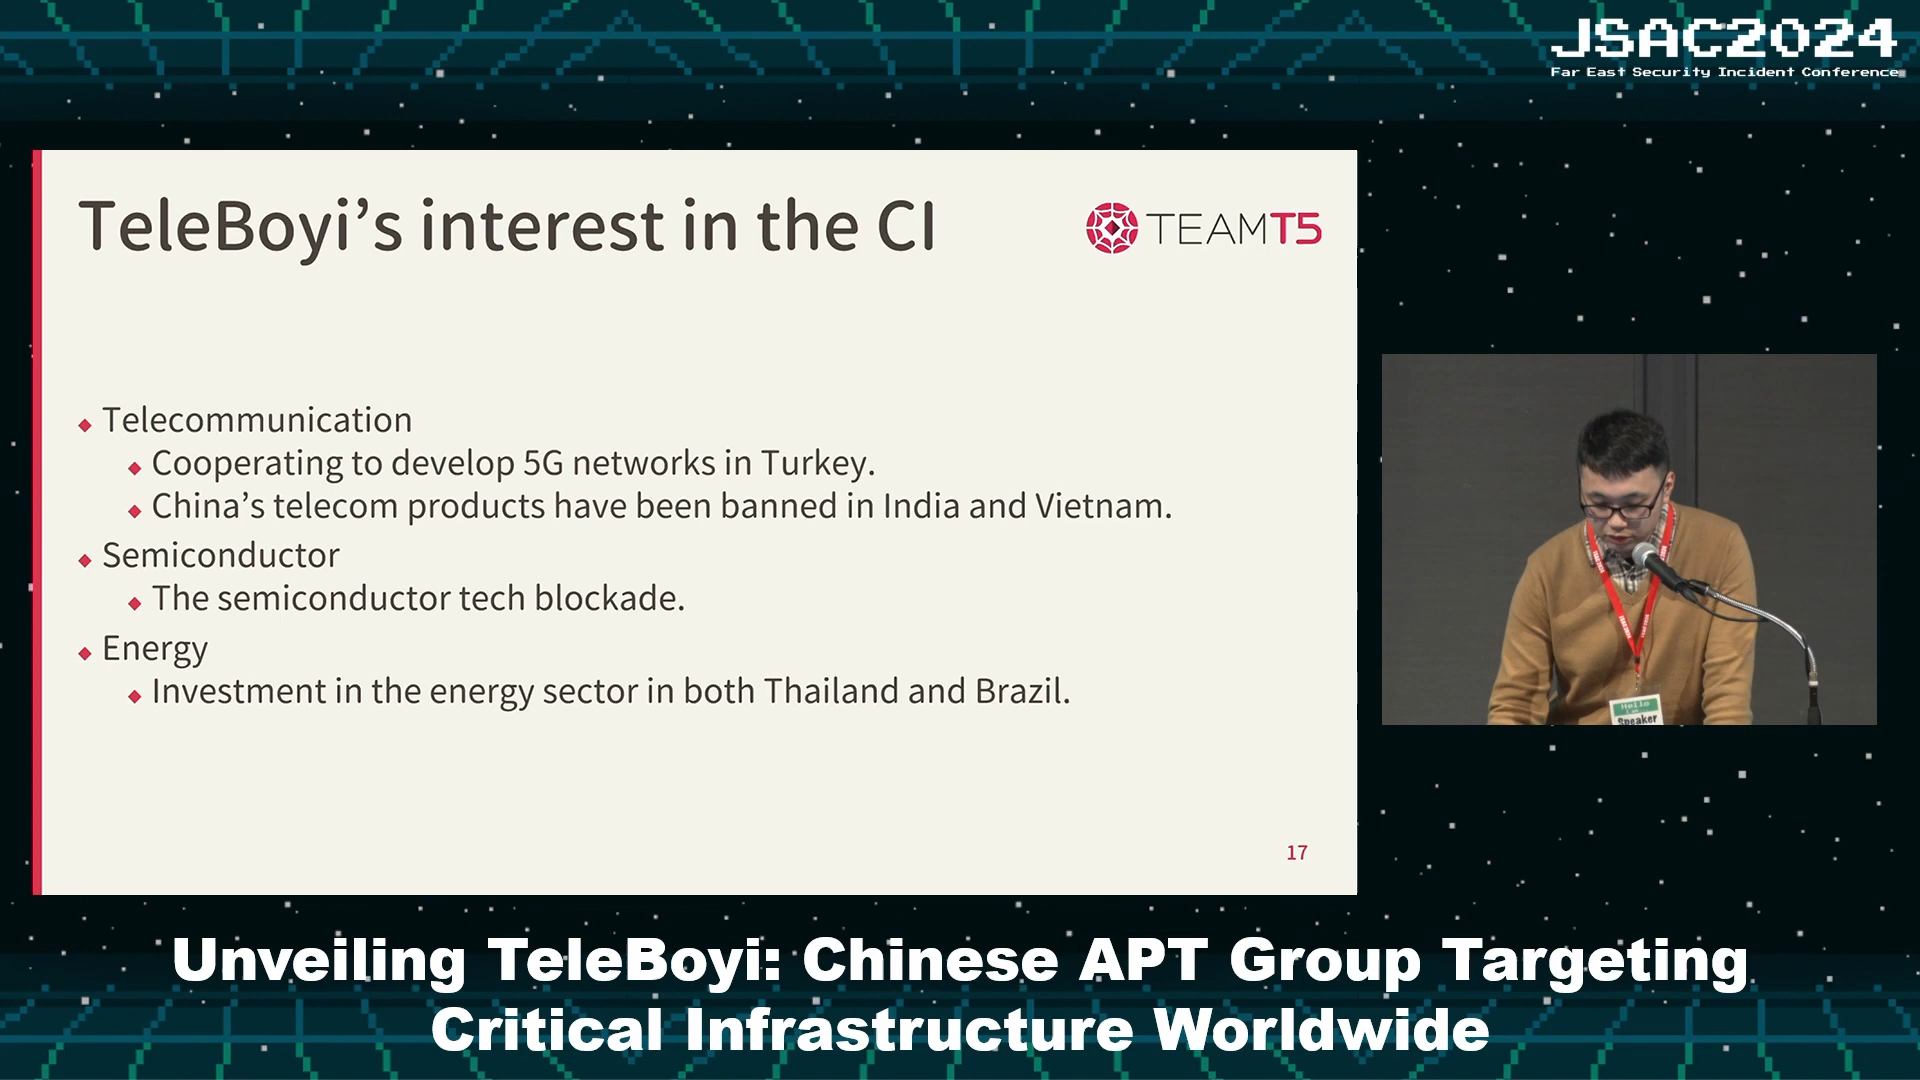 JSAC2024
Far East Security Incident Conference
TeleBoyi’s interest in the CI
TEAMT5
Telecommunication
Cooperating to develop 5G networks in Turkey.
China’s telecom products have been banned in India and Vietnam.
Semiconductor
The semiconductor tech blockade.
Energy
Investment in the energy sector in both Thailand and Brazil.
17
Hello
Speaker
Unveiling TeleBoyi: Chinese APT Group Targeting
Critical Infrastructure Worldwide